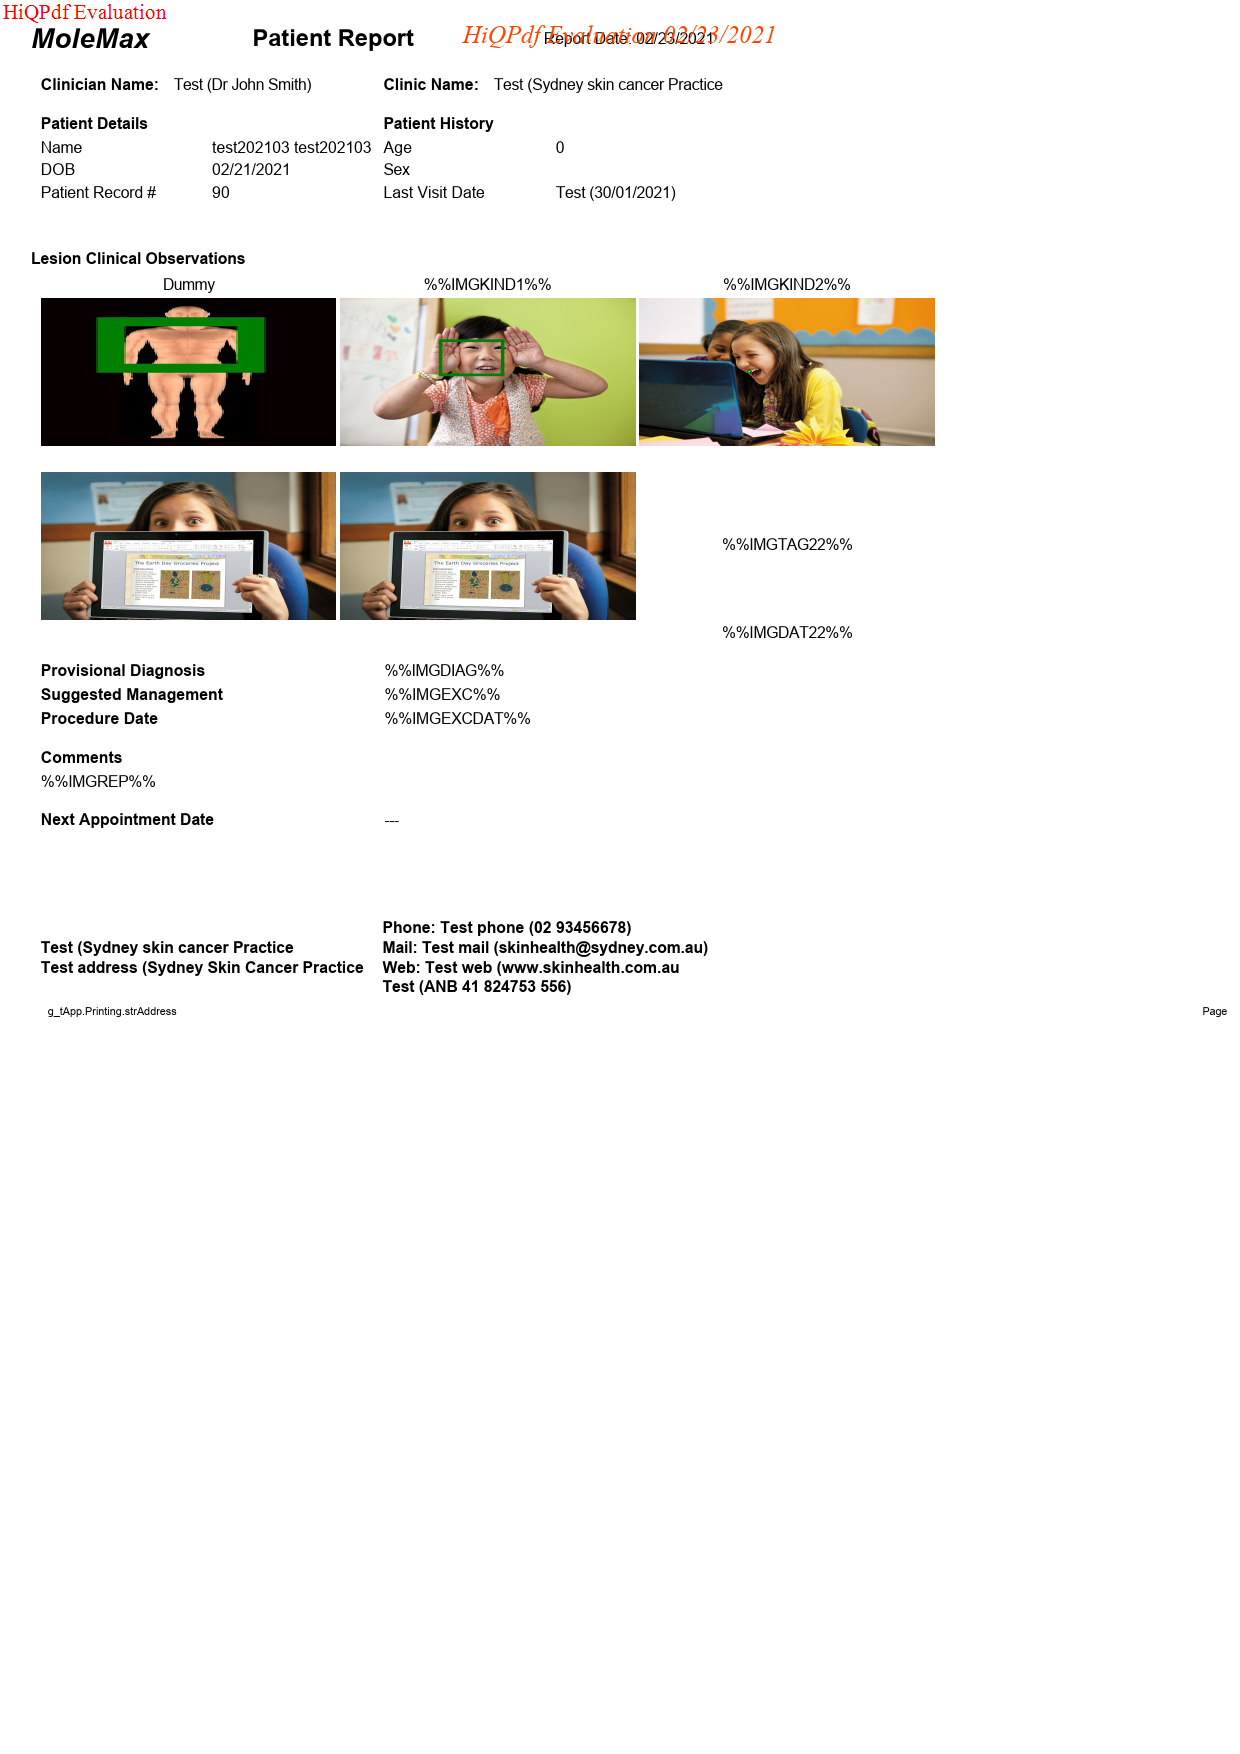 HiQPdf Evaluation
MoleMax Patient Report HiQPdf Evaluation 02/23/2021
Report Date: 02/23/2021
Clinician Name: Test (Dr John Smith) Clinic Name: Test (Sydney skin cancer Practice
Patient Details Patient History
Name test202103 test202103 Age 0
DOB 02/21/2021 Sex
Patient Record # 90 Last Visit Date Test (30/01/2021)
Lesion Clinical Observations
Dummy %%IMGKIND1%% %%IMGKIND2%%
The Earth Day Groceries Project The Earth Day Groceries Project
%%IMGTAG22%%
%%IMGDAT22%%
Provisional Diagnosis %%IMGDIAG%%
Suggested Management %%IMGEXC%%
Procedure Date %%IMGEXCDAT%%
Comments
%%IMGREP%%
Next Appointment Date ---
Phone: Test phone (02 93456678)
Test (Sydney skin cancer Practice Mail: Test mail (skinhealth@sydney.com.au)
Test address (Sydney Skin Cancer Practice Web: Test web (www.skinhealth.com.au
Test (ANB 41 824753 556)
g_tApp.Printing.strAddress Page